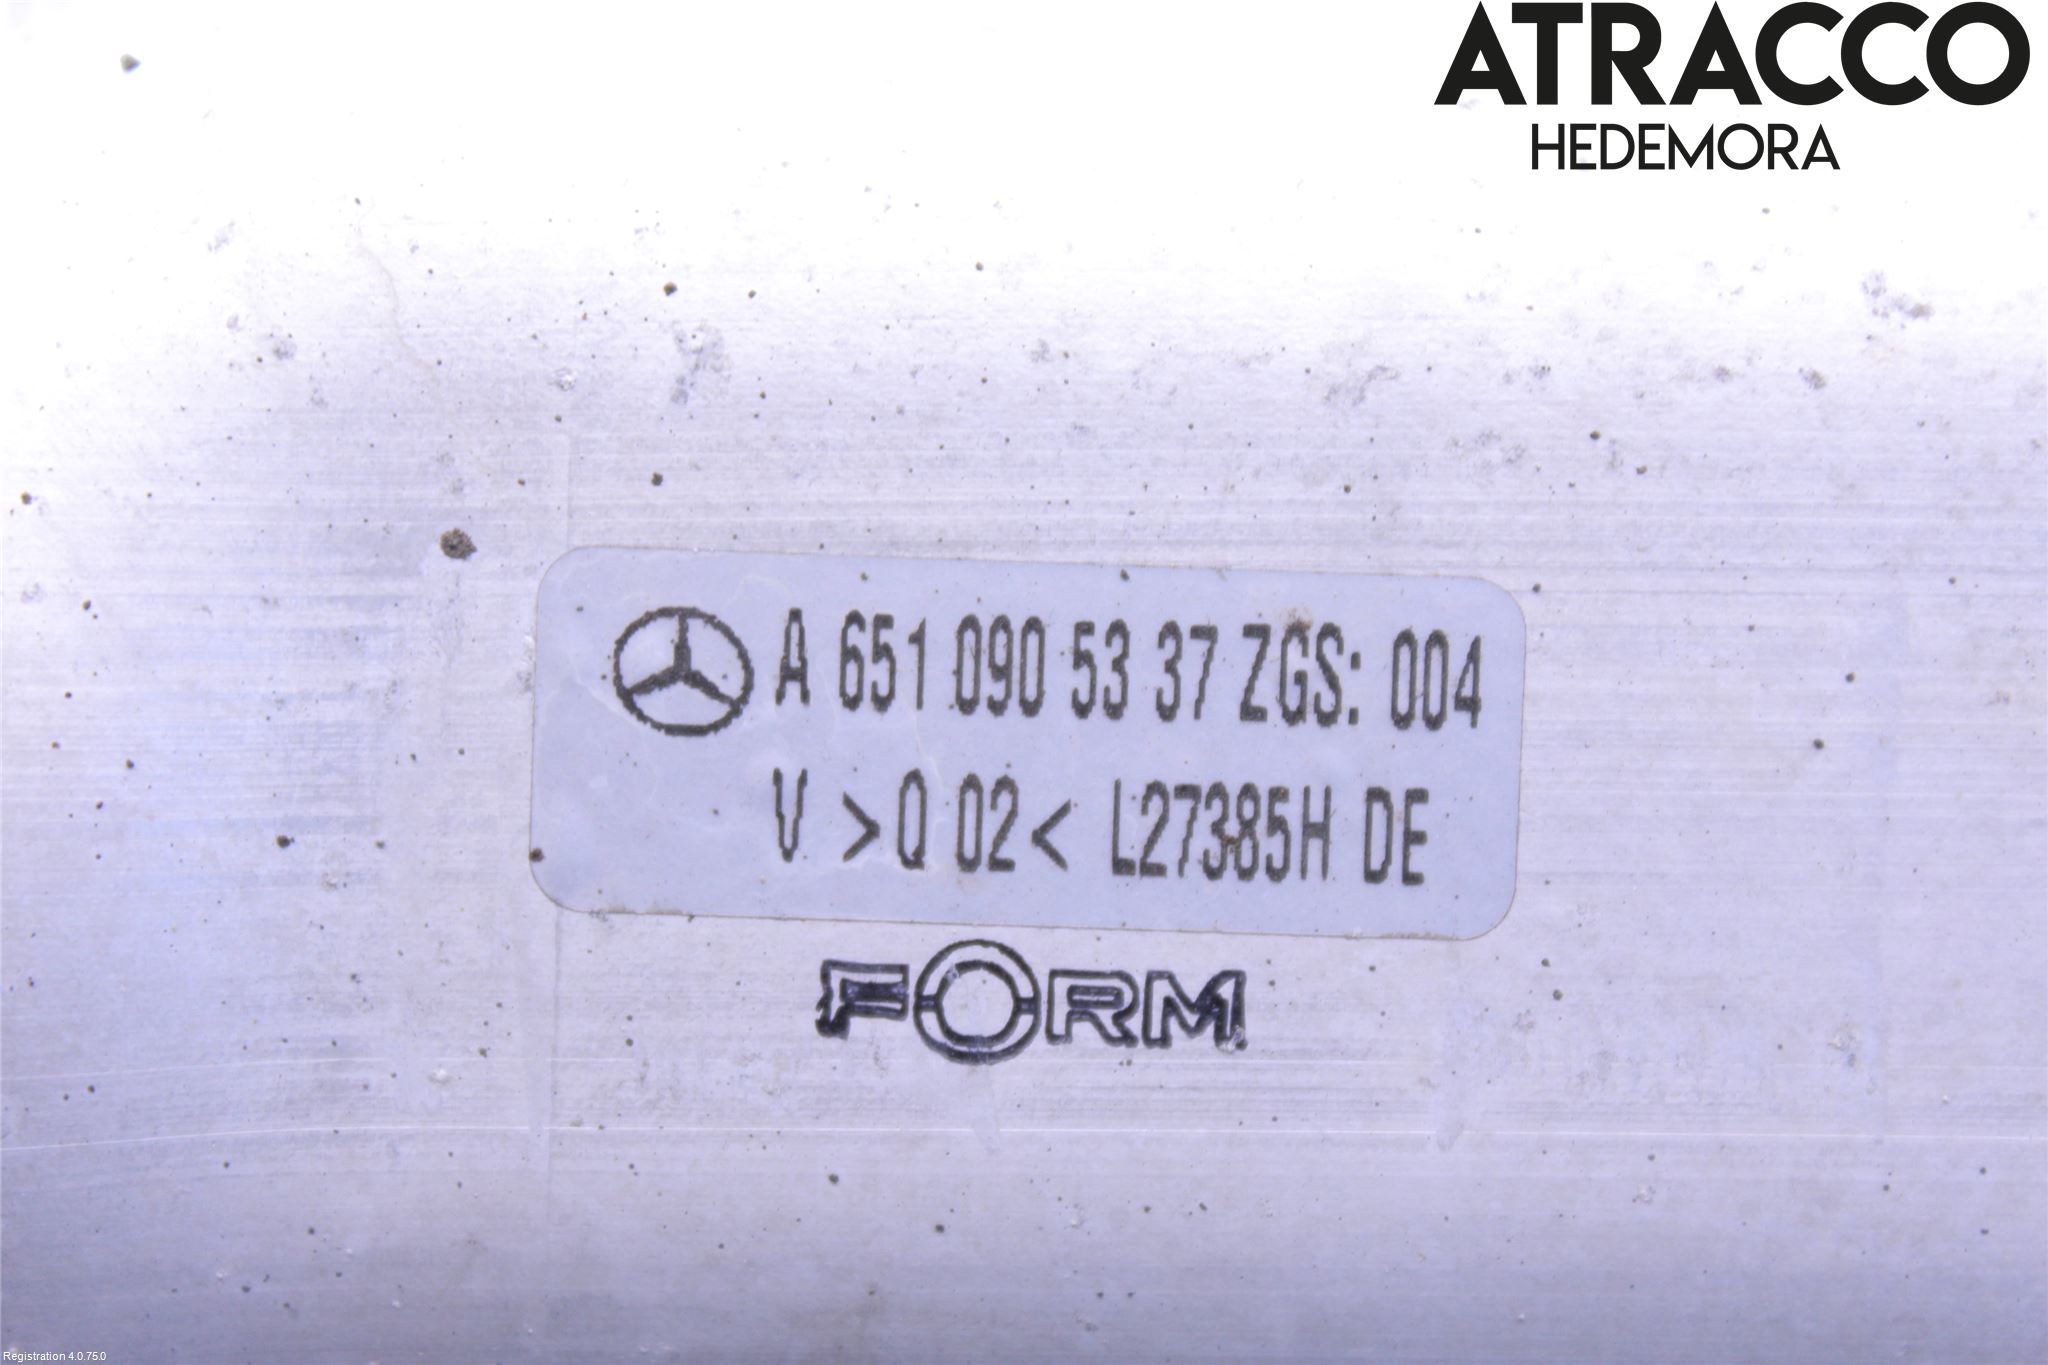 ATRACCO
HEDEMORA
A 651 090 53 37 ZGS: 004
V >Q 02< L27385H DE
FORM
Registration 4.0.75.0